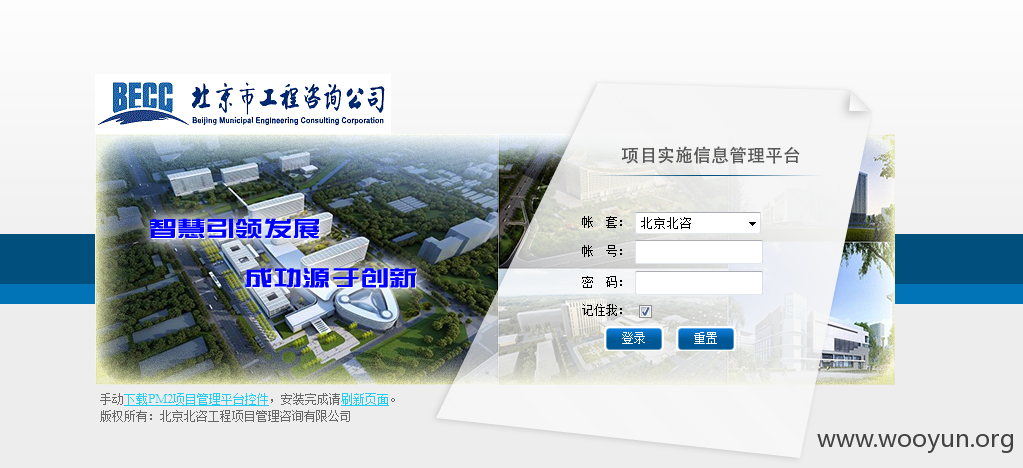 BECC 北京市工程咨询公司
Beijing Municipal Engineering Consulting Corporation
项目实施信息管理平台
智慧引领发展
成功源于创新
帐 套： 北京北咨
帐 号：
密 码：
记住我：
登录 重置
手动下载PM2项目管理平台控件，安装完成请刷新页面。
版权所有：北京北咨工程项目管理咨询有限公司
www.wooyun.org